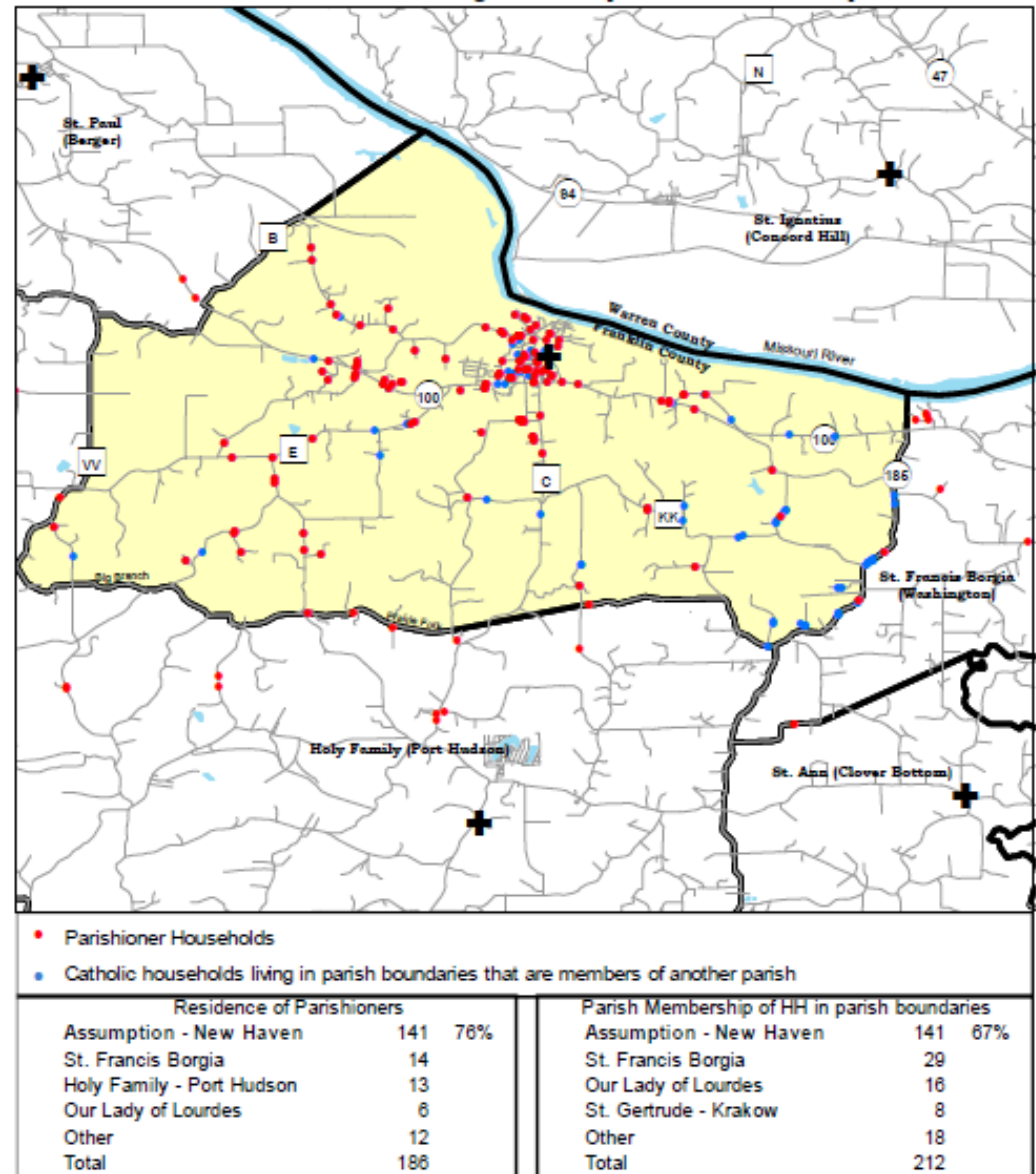 N
47
St. Paul
(Berger)
94
St. Ignatius
(Concord Hill)
B
Warren County
Franklin County
Missouri River
100
100
E
VV
C
185
KK
Big Branch
St. Francis Borgia
(Washington)
Holy Family (Port Hudson)
St. Ann (Clover Bottom)
Parishioner Households
Catholic households living in parish boundaries that are members of another parish
Residence of Parishioners
Assumption - New Haven 141 76%
St. Francis Borgia 14
Holy Family - Port Hudson 13
Our Lady of Lourdes 6
Other 12
Total 186
Parish Membership of HH in parish boundaries
Assumption - New Haven 141 67%
St. Francis Borgia 29
Our Lady of Lourdes 16
St. Gertrude - Krakow 8
Other 18
Total 212